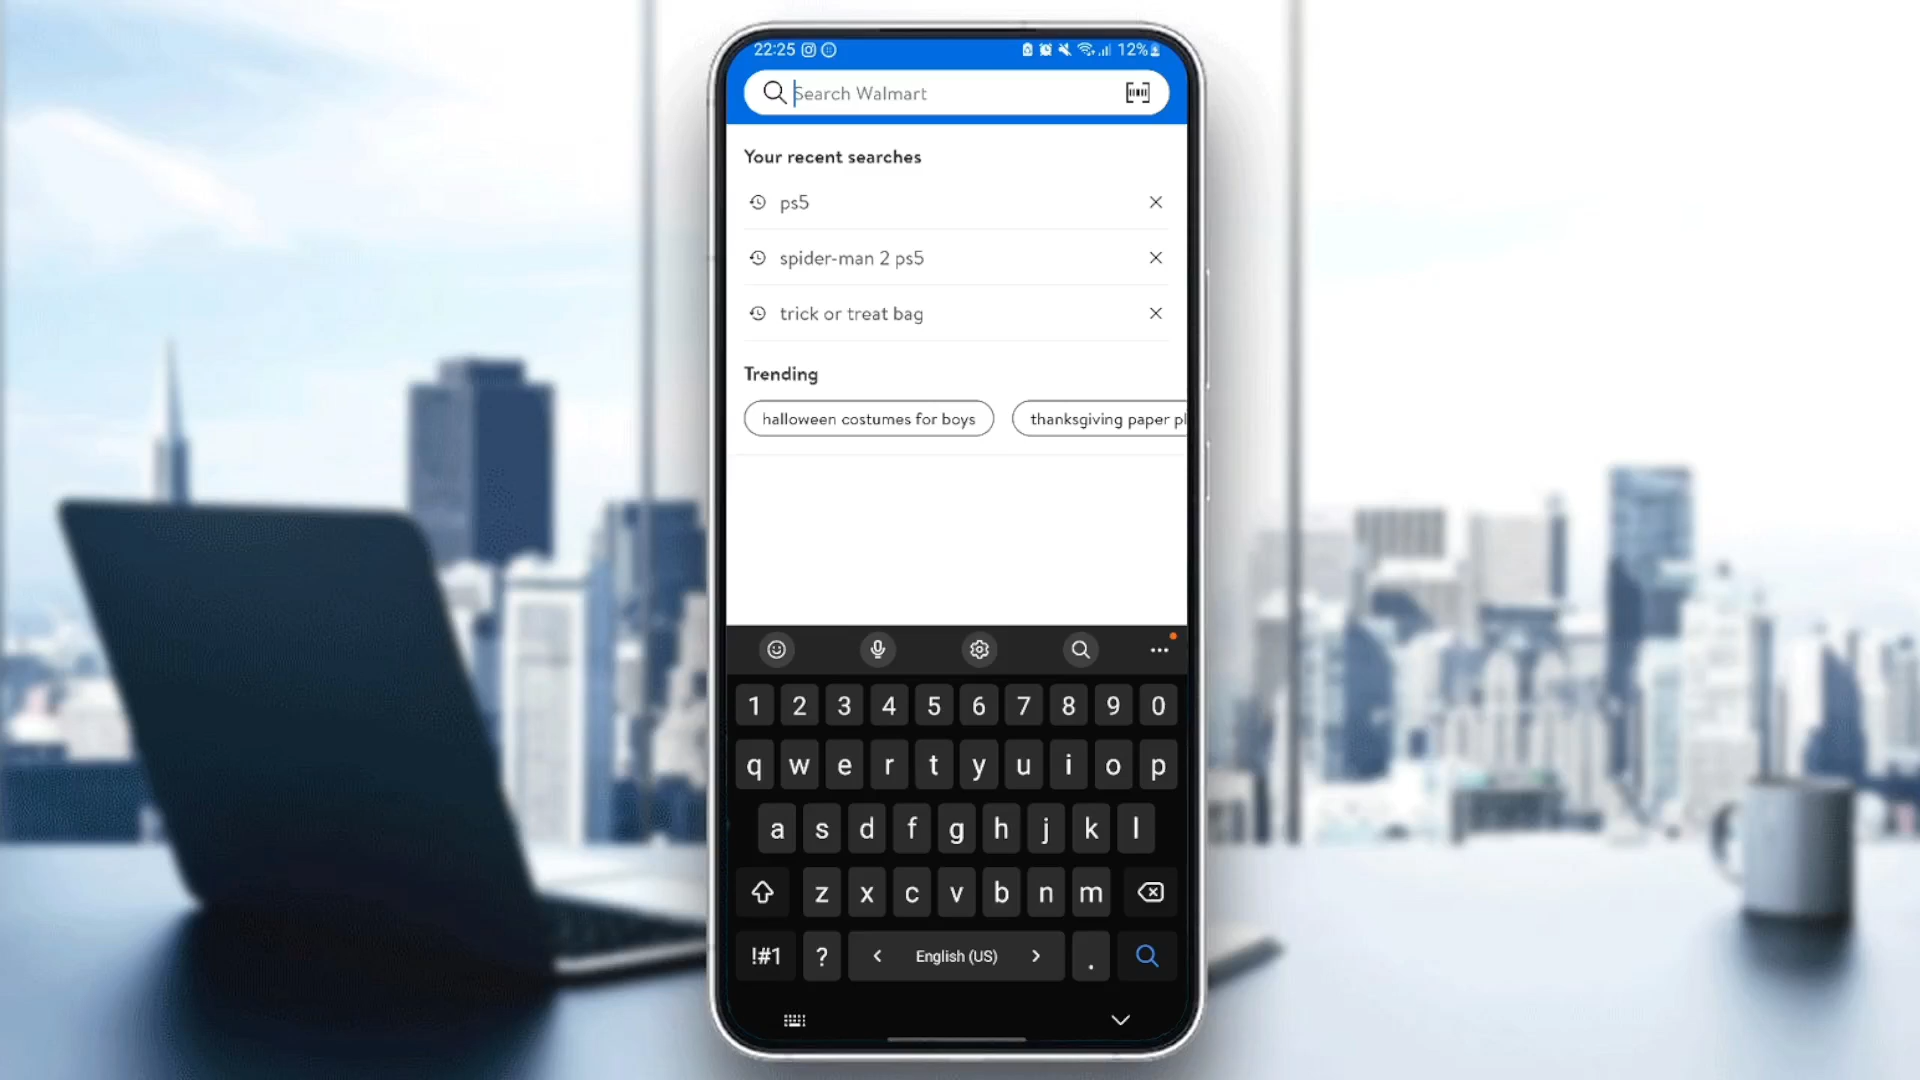 22:25 12%
Search Walmart
Your recent searches
ps5
spider-man 2 ps5
trick or treat bag
Trending
halloween costumes for boys thanksgiving paper pl
1 2 3 4 5 6 7 8 9 0
q w e r t y u i o p
a s d f g h j k l
z x c v b n m
!#1 ? < English (US) > .